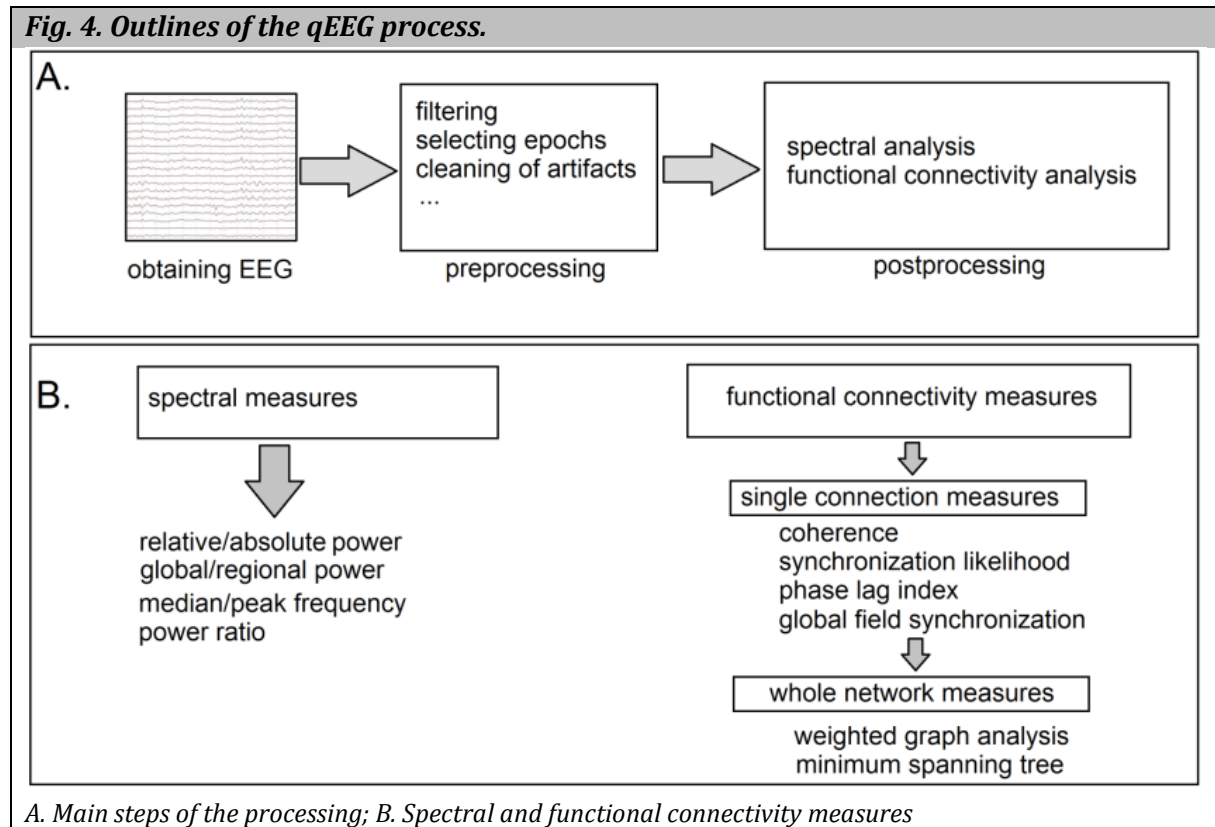 Fig. 4. Outlines of the qEEG process.
A.
obtaining EEG
filtering
selecting epochs
cleaning of artifacts
...
preprocessing
spectral analysis
functional connectivity analysis
postprocessing
B.
spectral measures
relative/absolute power
global/regional power
median/peak frequency
power ratio
functional connectivity measures
single connection measures
coherence
synchronization likelihood
phase lag index
global field synchronization
whole network measures
weighted graph analysis
minimum spanning tree
A. Main steps of the processing; B. Spectral and functional connectivity measures